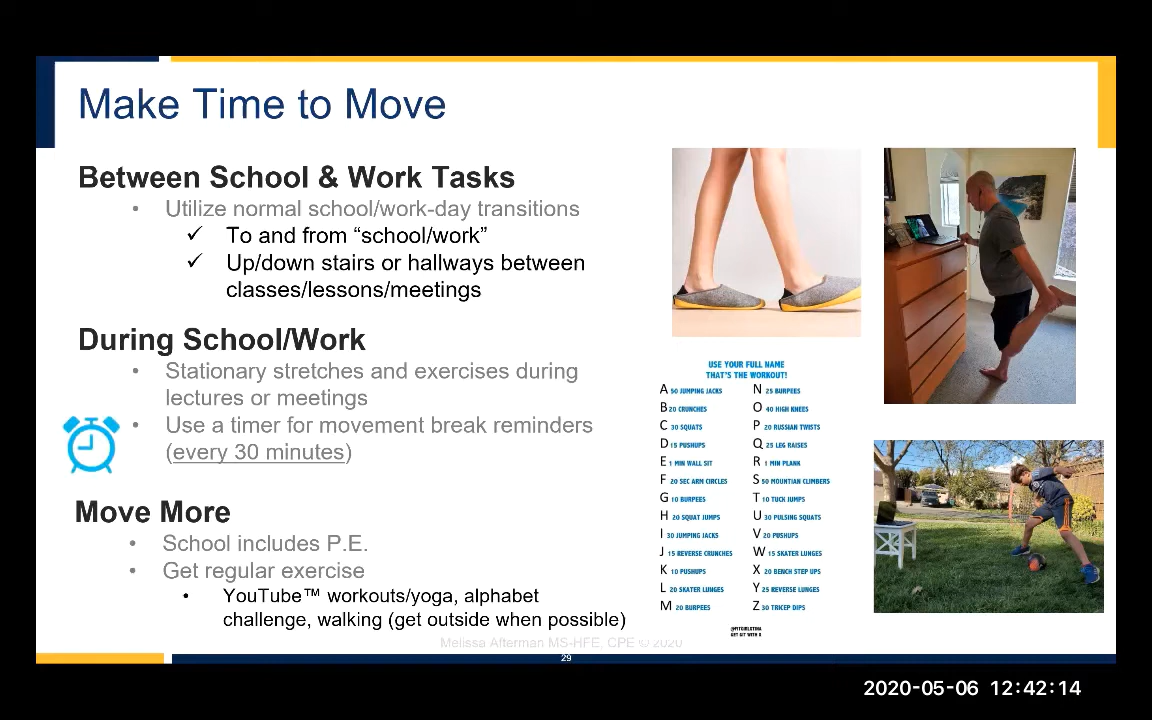 Make Time to Move
Between School & Work Tasks
• Utilize normal school/work-day transitions
✓ To and from “school/work”
✓ Up/down stairs or hallways between
classes/lessons/meetings
During School/Work
• Stationary stretches and exercises during
lectures or meetings
• Use a timer for movement break reminders
(every 30 minutes)
Move More
• School includes P.E.
• Get regular exercise
• YouTube™ workouts/yoga, alphabet
challenge, walking (get outside when possible)
USE YOUR FULL NAME
THAT'S THE WORKOUT!
A 50 JUMPING JACKS
B 20 CRUNCHES
C 30 SQUATS
D 15 PUSHUPS
E 1 MIN WALL SIT
F 20 SEC ARM CIRCLES
G 10 BURPEES
H 20 SQUAT JUMPS
I 30 JUMPING JACKS
J 15 REVERSE CRUNCHES
K 10 PUSHUPS
L 20 SKATER LUNGES
M 20 BURPEES
N 25 BURPEES
O 40 HIGH KNEES
P 20 RUSSIAN TWISTS
Q 25 LEG RAISES
R 1 MIN PLANK
S 50 MOUNTIAN CLIMBERS
T 10 TUCK JUMPS
U 30 PULSING SQUATS
V 20 PUSHUPS
W 15 SKATER LUNGES
X 20 BENCH STEP UPS
Y 25 REVERSE LUNGES
Z 30 TRICEP DIPS
@FITGIRLOTINA
GET GIT WITH G
Melissa Afterman MS-HFE, CPE © 2020
29
2020-05-06 12:42:14